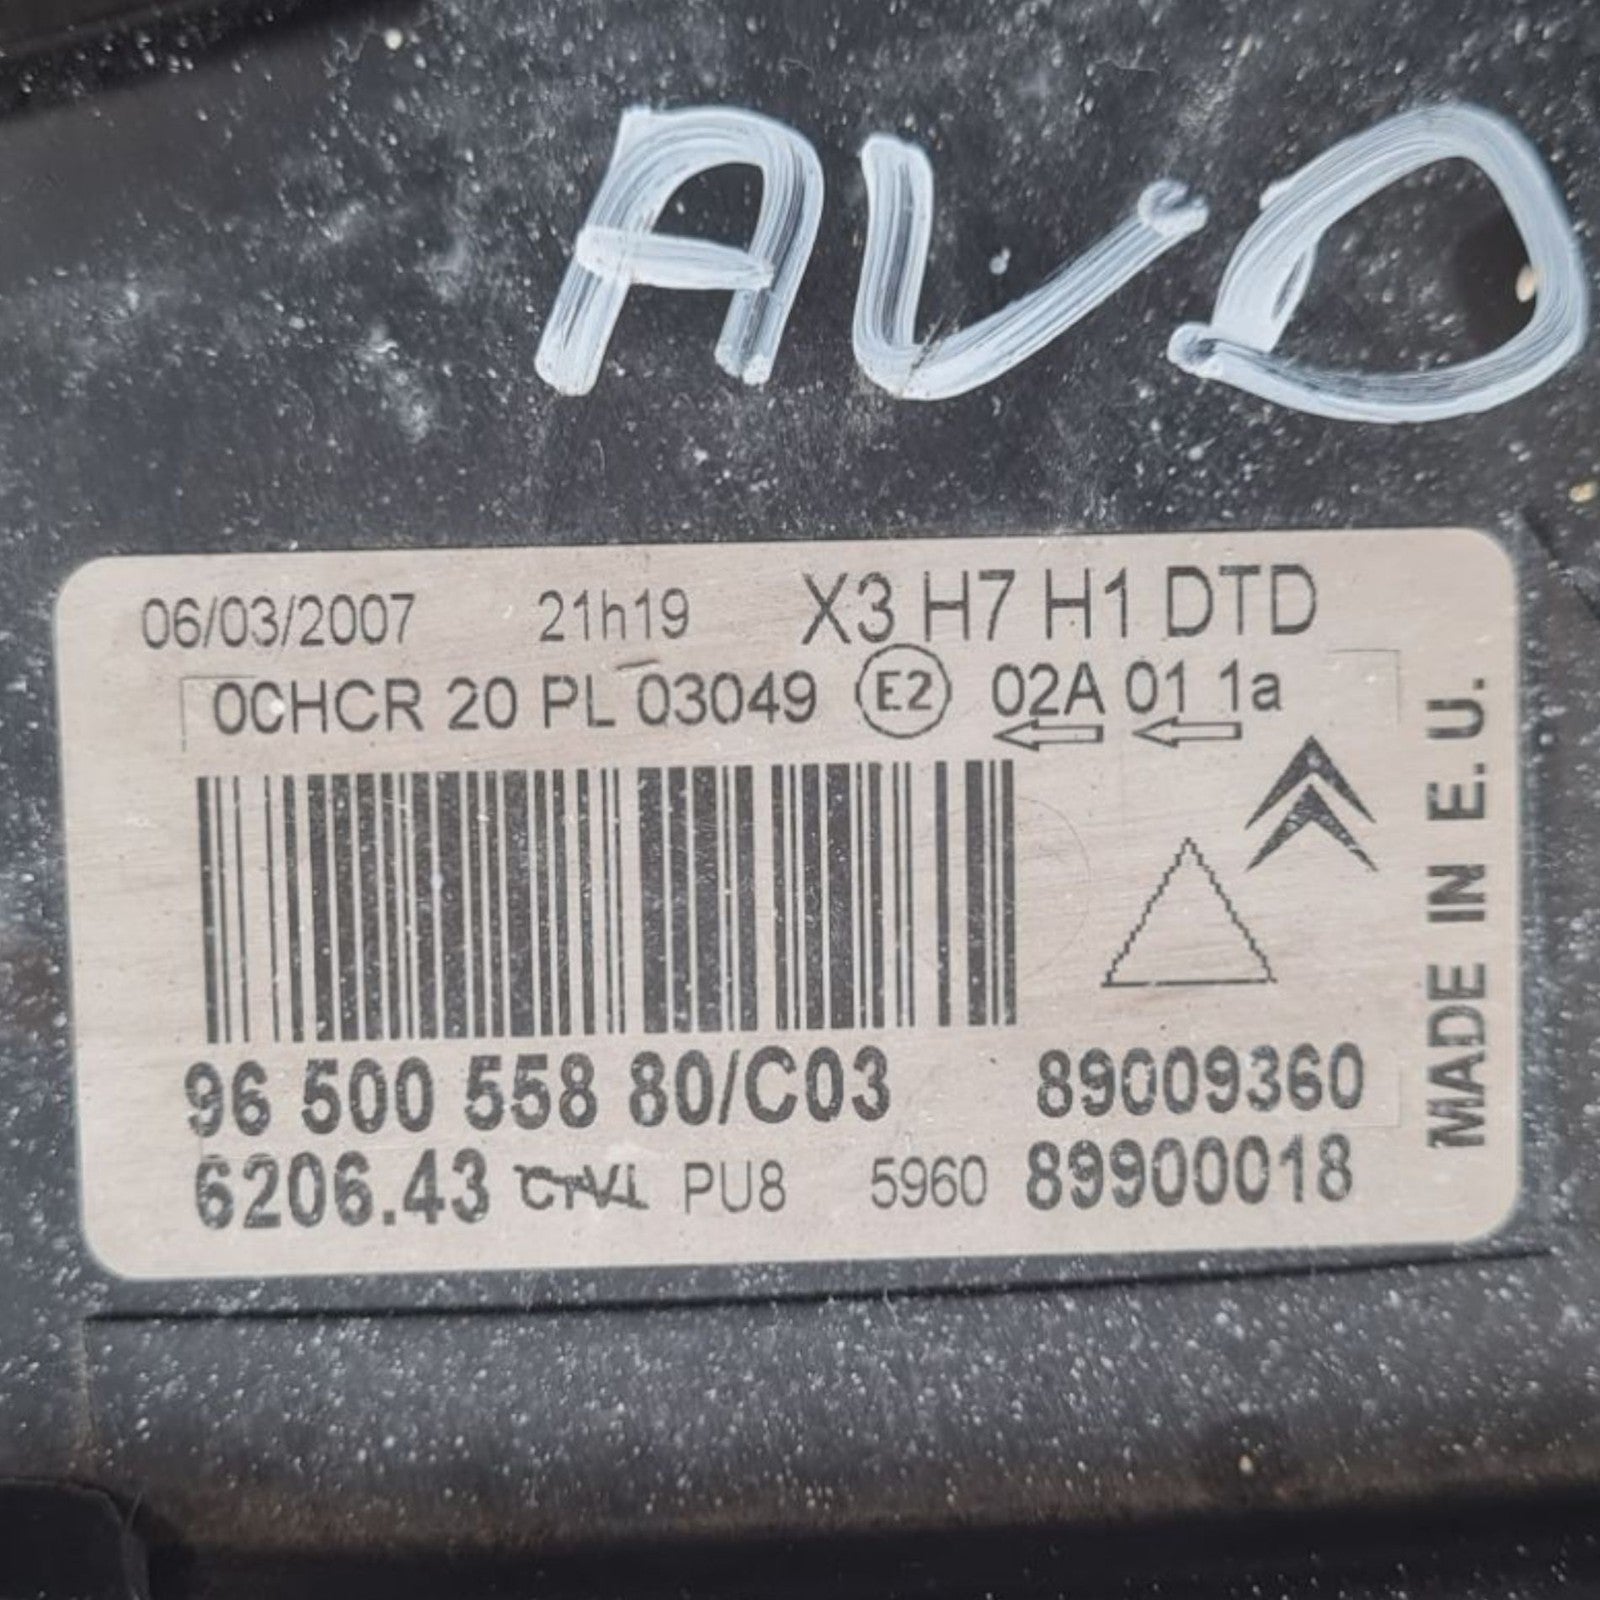 AVD
06/03/2007 21h19 X3 H7 H1 DTD
0CHCR 20 PL 03049 E2 02A 01 1a
96 500 558 80/C03 89009360
6206.43 PU8 5960 89900018
MADE IN E.U.